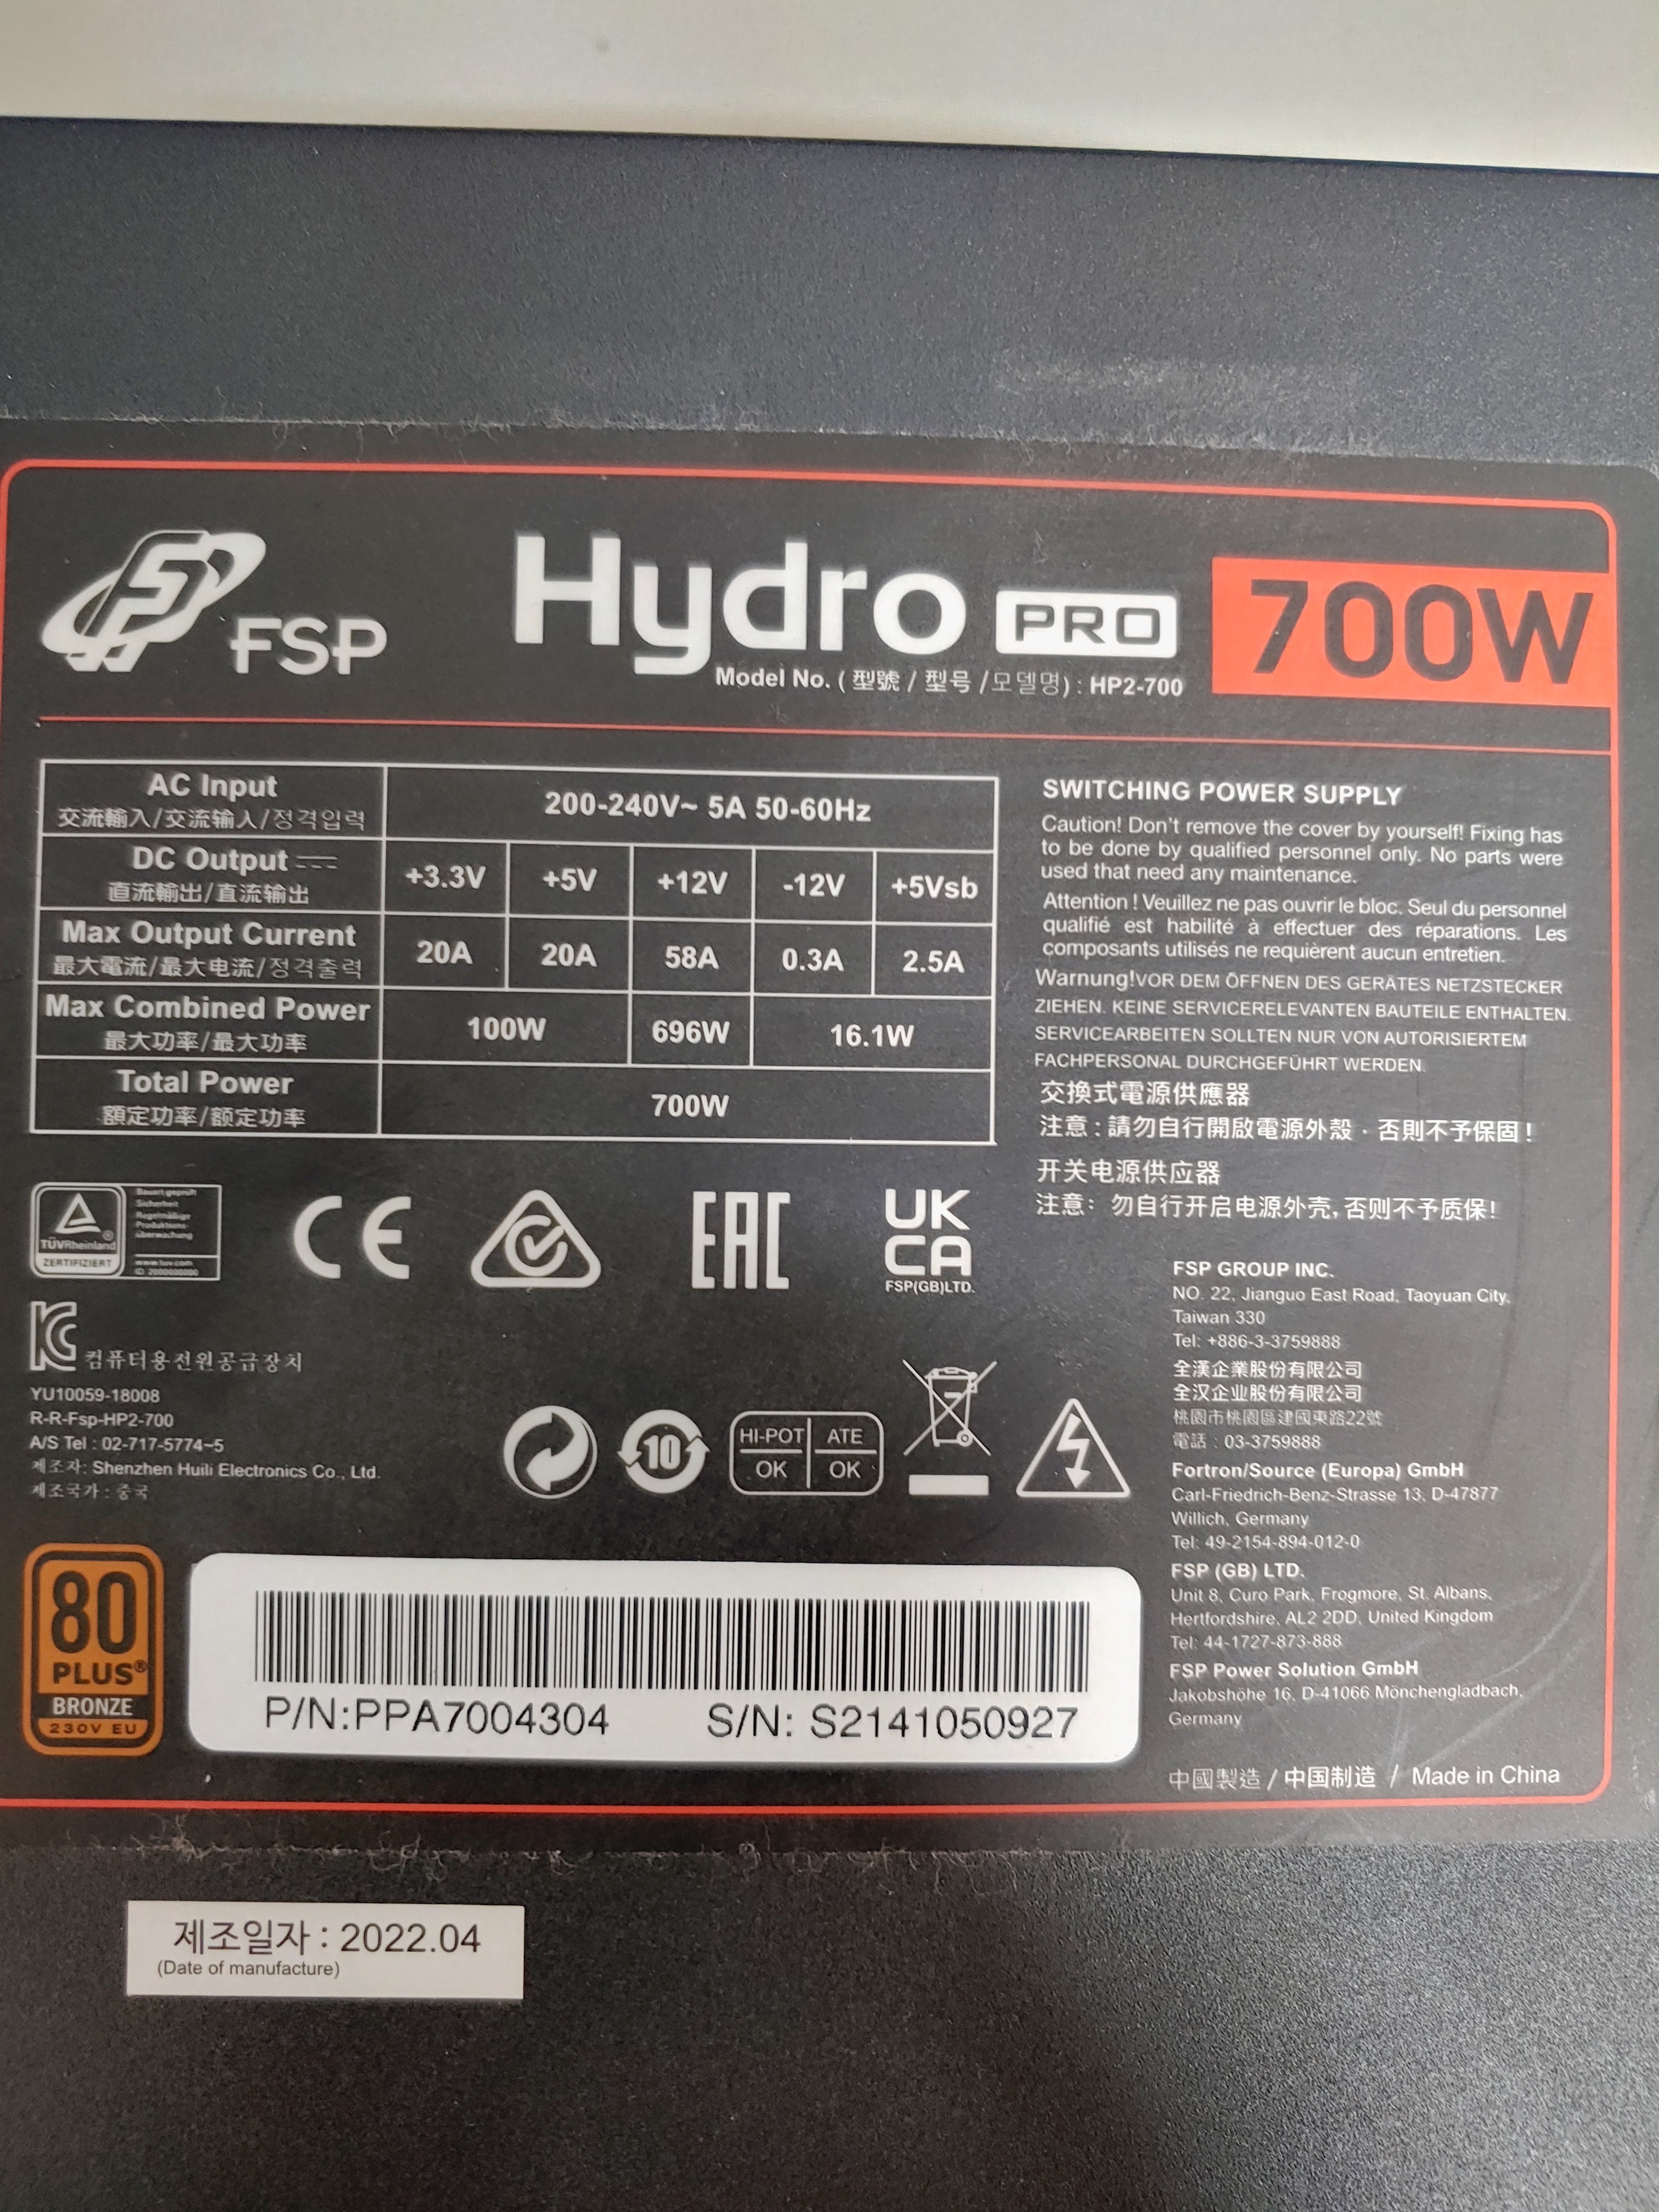 FSP
Hydro PRO 700W
Model No. ( 型號 / 型号 / 모델명) : HP2-700
AC Input
交流輸入/交流输入/정격입력
200-240V~ 5A 50-60Hz
DC Output
直流輸出/直流输出
+3.3V +5V +12V -12V +5Vsb
Max Output Current
最大電流/最大电流/정격출력
20A 20A 58A 0.3A 2.5A
Max Combined Power
最大功率/最大功率
100W 696W 16.1W
Total Power
額定功率/额定功率
700W
SWITCHING POWER SUPPLY
Caution! Don't remove the cover by yourself! Fixing has
to be done by qualified personnel only. No parts were
used that need any maintenance.
Attention ! Veuillez ne pas ouvrir le bloc. Seul du personnel
qualifié est habilité à effectuer des réparations. Les
composants utilisés ne requièrent aucun entretien.
Warnung!VOR DEM ÖFFNEN DES GERÄTES NETZSTECKER
ZIEHEN. KEINE SERVICERELEVANTEN BAUTEILE ENTHALTEN.
SERVICEARBEITEN SOLLTEN NUR VON AUTORISIERTEM
FACHPERSONAL DURCHGEFÜHRT WERDEN.
交換式電源供應器
注意 : 請勿自行開啟電源外殼 · 否則不予保固 !
开关电源供应器
注意: 勿自行开启电源外壳, 否则不予质保!
TÜVRheinland
ZERTIFIZIERT
Bauart geprüft
Sicherheit
Regelmäßige
Produktions-
überwachung
www.tuv.com
ID 2000000000
CE
EAC
UK
CA
FSP(GB)LTD.
KC 컴퓨터용전원공급장치
YU10059-18008
R-R-Fsp-HP2-700
A/S Tel : 02-717-5774~5
제조자: Shenzhen Huili Electronics Co., Ltd.
제조국가 : 중국
10
HI-POT ATE
OK OK
FSP GROUP INC.
NO. 22, Jianguo East Road, Taoyuan City,
Taiwan 330
Tel: +886-3-3759888
全漢企業股份有限公司
全汉企业股份有限公司
桃園市桃園區建國東路22號
電話 : 03-3759888
Fortron/Source (Europa) GmbH
Carl-Friedrich-Benz-Strasse 13, D-47877
Willich, Germany
Tel: 49-2154-894-012-0
FSP (GB) LTD.
Unit 8, Curo Park, Frogmore, St. Albans,
Hertfordshire, AL2 2DD, United Kingdom
Tel: 44-1727-873-888
FSP Power Solution GmbH
Jakobshöhe 16, D-41066 Mönchengladbach,
Germany
中國製造 / 中国制造 / Made in China
80
PLUS®
BRONZE
230V EU
P/N:PPA7004304 S/N: S2141050927
제조일자 : 2022.04
(Date of manufacture)